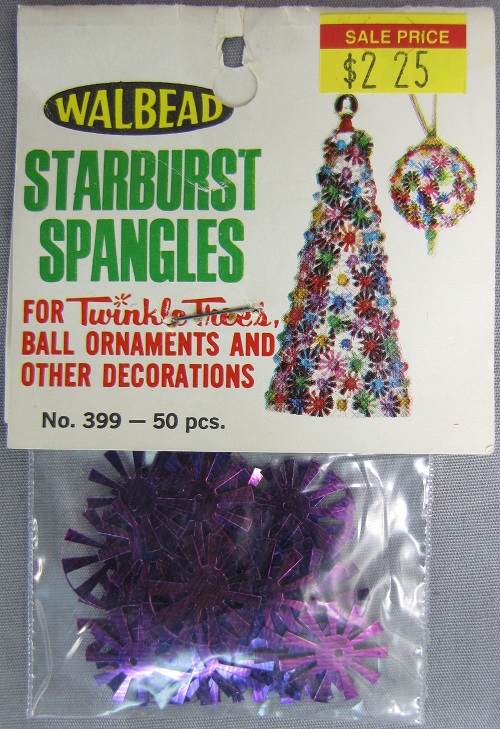 SALE PRICE
$2 25
WALBEAD
STARBURST
SPANGLES
FOR Twinkle Trees,
BALL ORNAMENTS AND
OTHER DECORATIONS
No. 399 — 50 pcs.